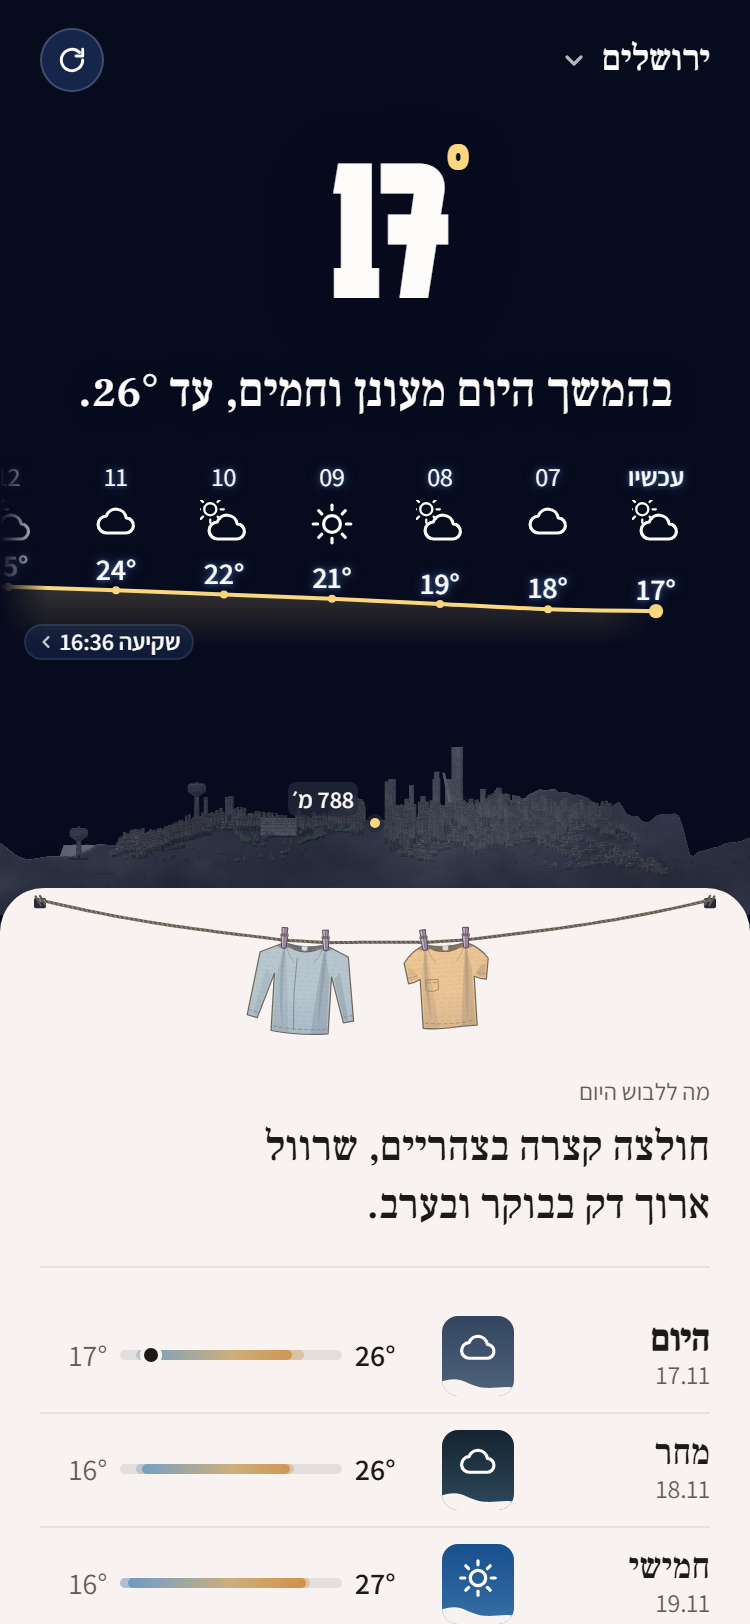 ירושלים
17°
בהמשך היום מעונן וחמים, עד 26°.
עכשיו 07 08 09 10 11
17° 18° 19° 21° 22° 24°
שקיעה 16:36
788 מ׳
מה ללבוש היום
חולצה קצרה בצהריים, שרוול
ארוך דק בבוקר ובערב.
היום 26° 17°
17.11
מחר 26° 16°
18.11
חמישי 27° 16°
19.11